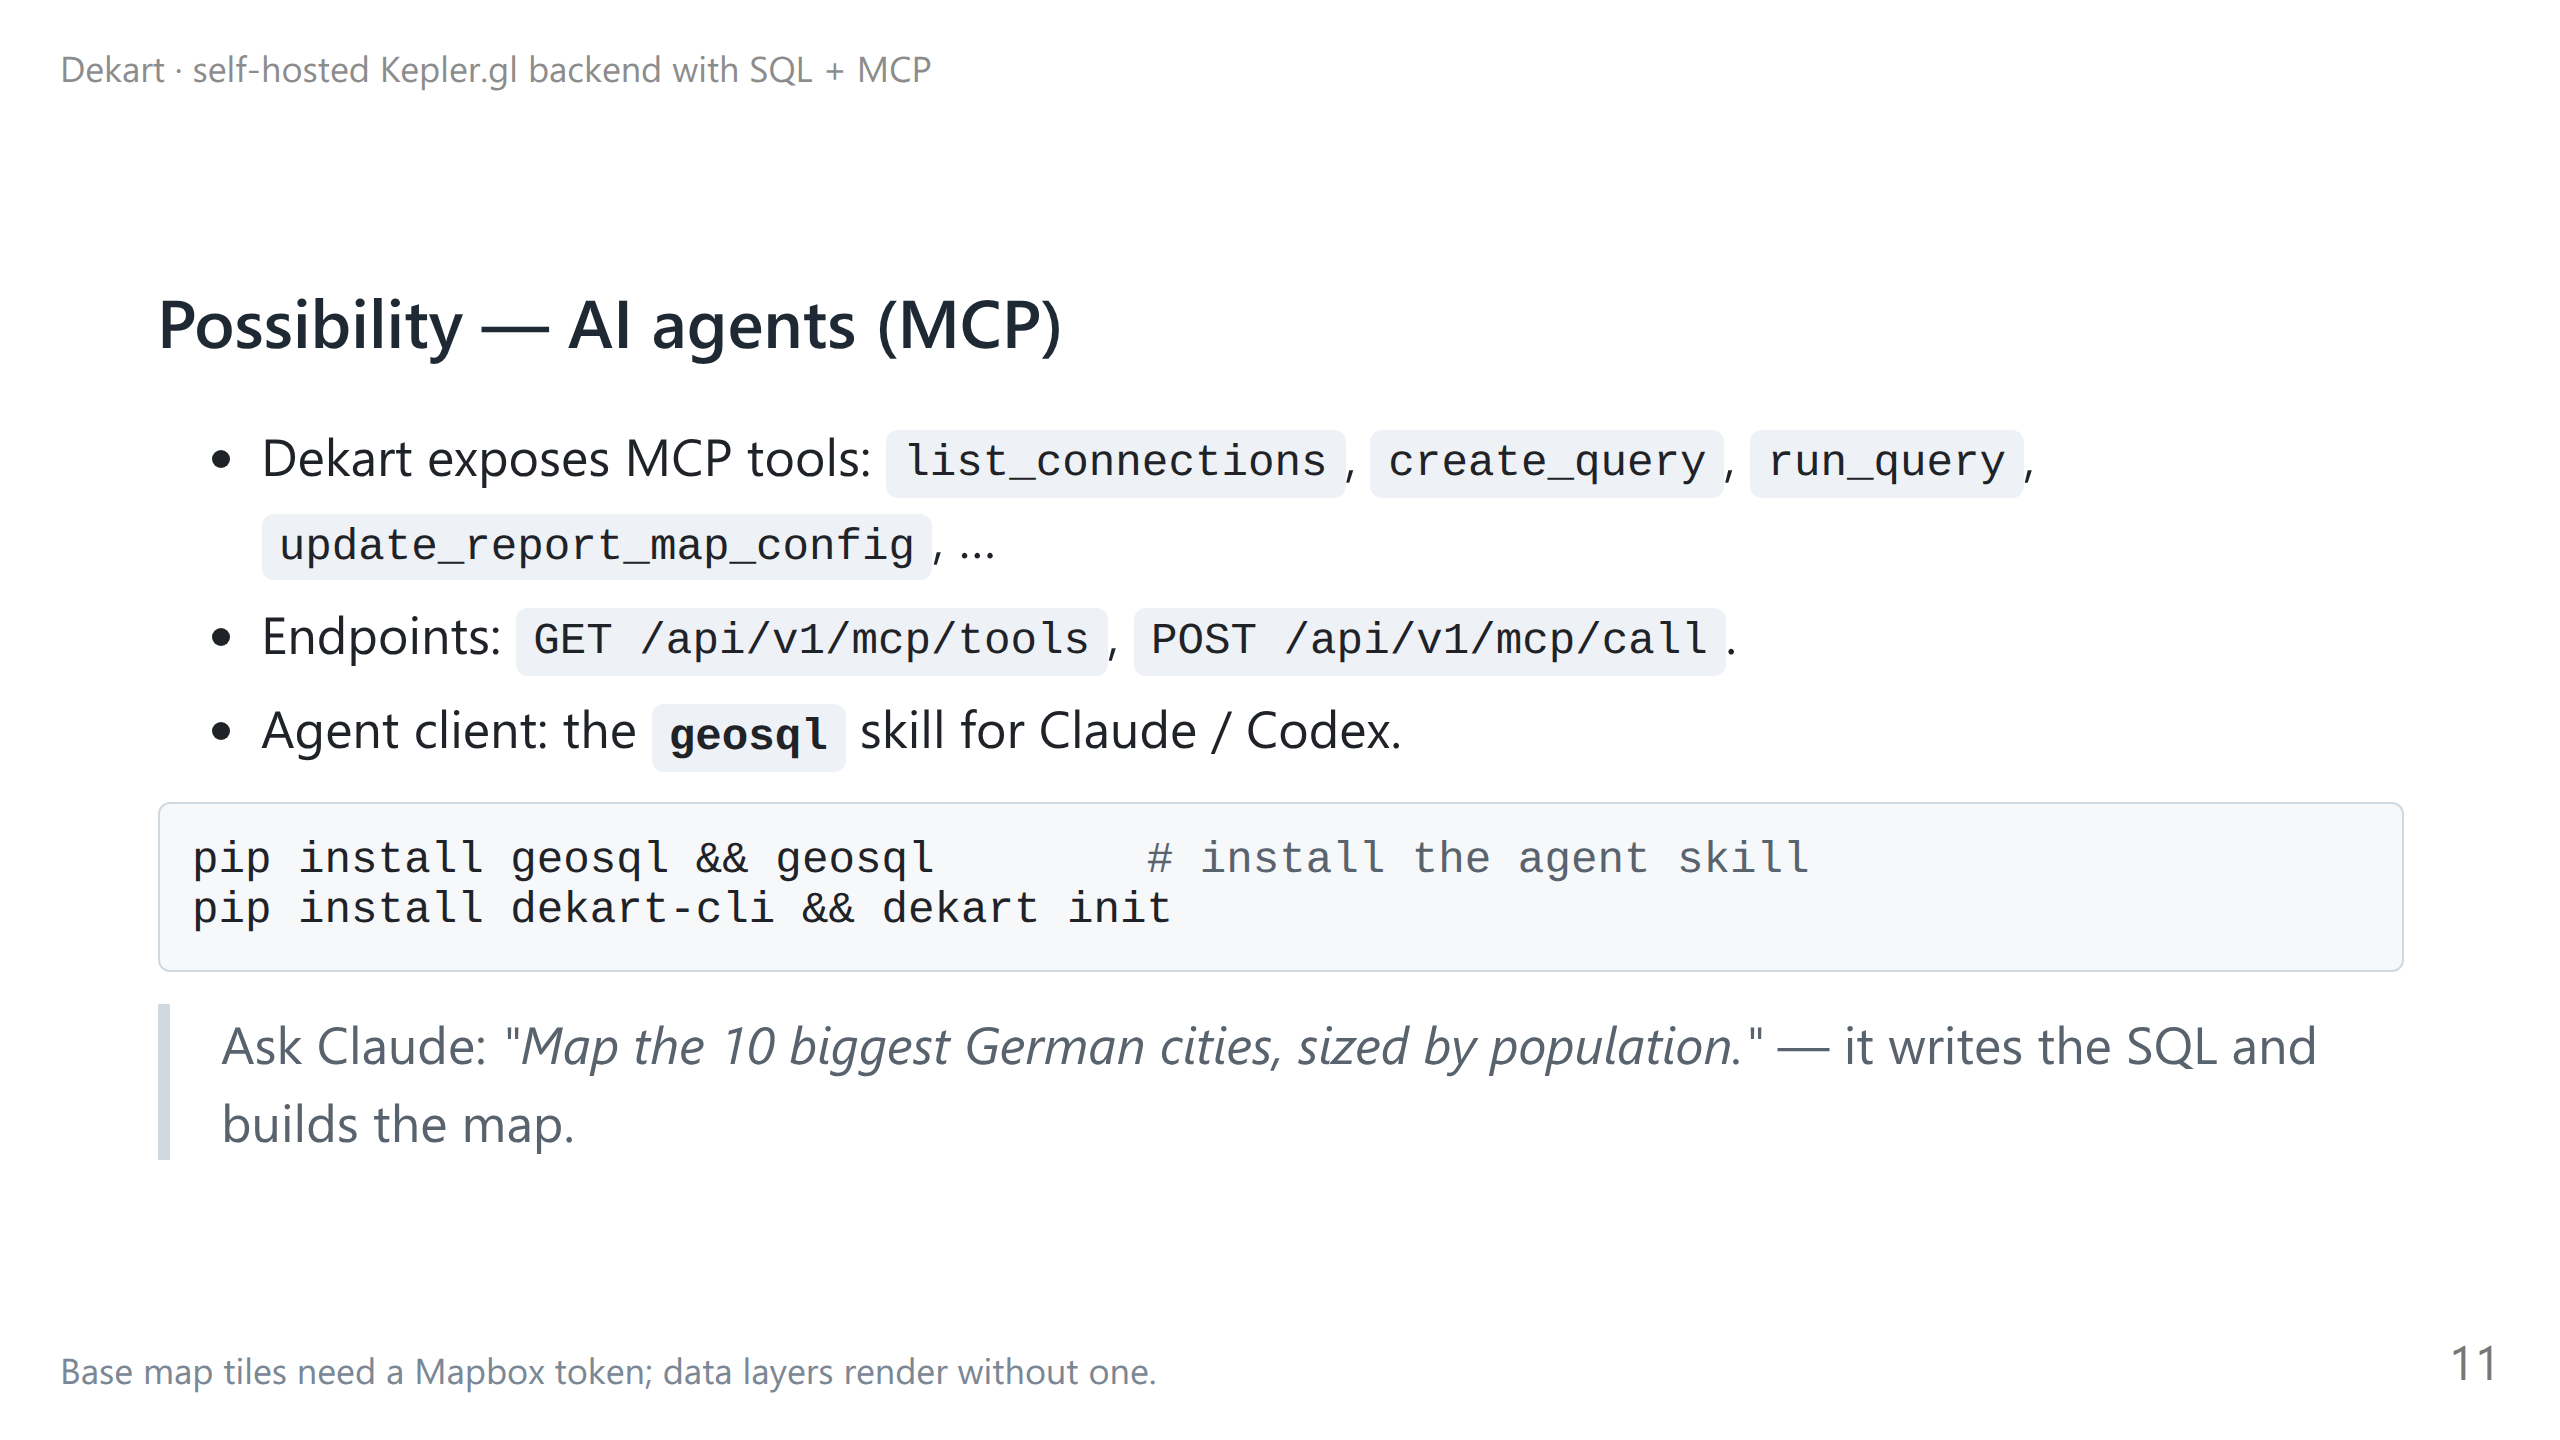 Dekart · self-hosted Kepler.gl backend with SQL + MCP
Possibility — AI agents (MCP)
• Dekart exposes MCP tools: list_connections, create_query, run_query,
update_report_map_config, …
• Endpoints: GET /api/v1/mcp/tools, POST /api/v1/mcp/call.
• Agent client: the geosql skill for Claude / Codex.
pip install geosql && geosql        # install the agent skill
pip install dekart-cli && dekart init
Ask Claude: "Map the 10 biggest German cities, sized by population." — it writes the SQL and
builds the map.
Base map tiles need a Mapbox token; data layers render without one.
11